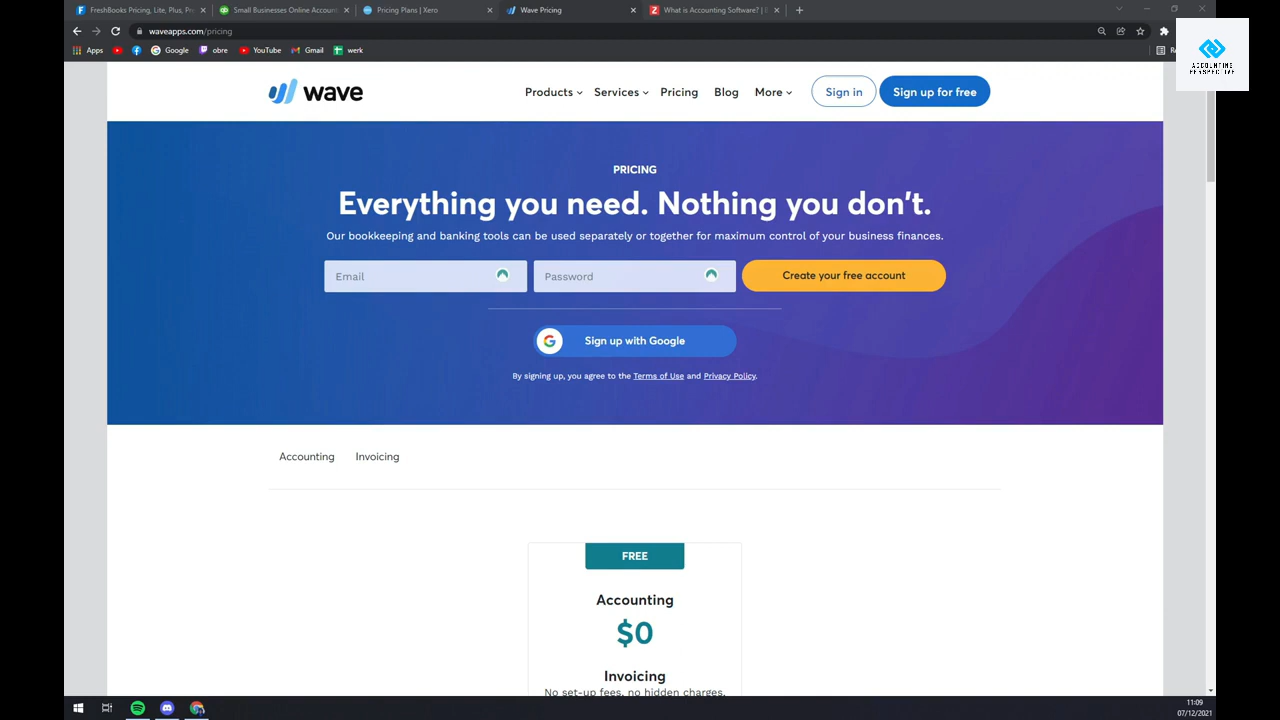 FreshBooks Pricing, Lite, Plus, Pre
Small Businesses Online Account
Pricing Plans | Xero
Wave Pricing
What is Accounting Software? |
waveapps.com/pricing
Apps
Google
obre
YouTube
Gmail
werk
ACCOUNTING
PERSPECTIVE
wave
Products
Services
Pricing
Blog
More
Sign in
Sign up for free
PRICING
Everything you need. Nothing you don't.
Our bookkeeping and banking tools can be used separately or together for maximum control of your business finances.
Email
Password
Create your free account
Sign up with Google
By signing up, you agree to the Terms of Use and Privacy Policy.
Accounting
Invoicing
FREE
Accounting
$0
Invoicing
No set-up fees, no hidden charges,
11:09
07/12/2021